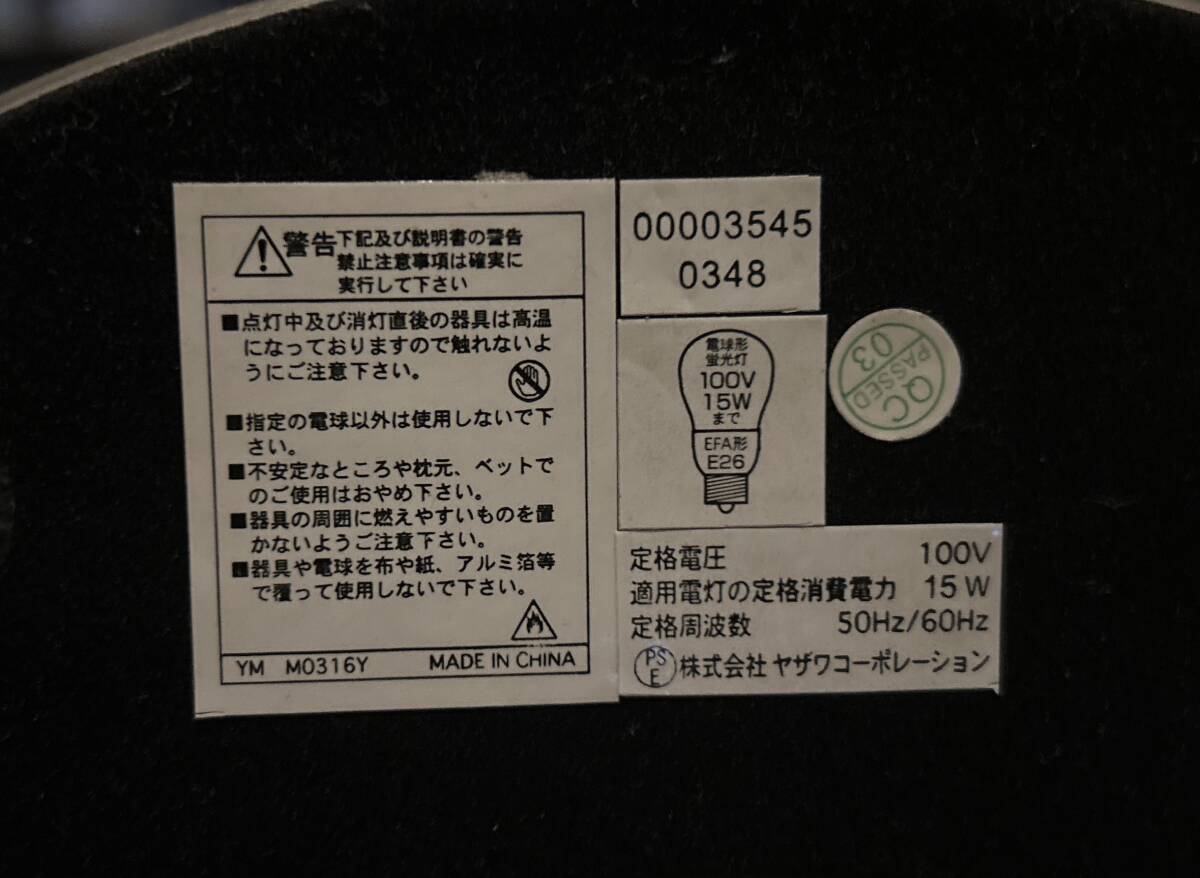 警告
下記及び説明書の警告
禁止注意事項は確実に
実行して下さい
■点灯中及び消灯直後の器具は高温
になっておりますので触れないよ
うにご注意下さい。
■指定の電球以外は使用しないで下
さい。
■不安定なところや枕元、ベットで
のご使用はおやめ下さい。
■器具の周囲に燃えやすいものを置
かないようご注意下さい。
■器具や電球を布や紙、アルミ箔等
で覆って使用しないで下さい。
YM M0316Y MADE IN CHINA
00003545
0348
電球形
蛍光灯
100V
15W
まで
EFA形
E26
QC
PASSED
03
定格電圧 100V
適用電灯の定格消費電力 15W
定格周波数 50Hz/60Hz
PS
E
株式会社 ヤザワコーポレーション